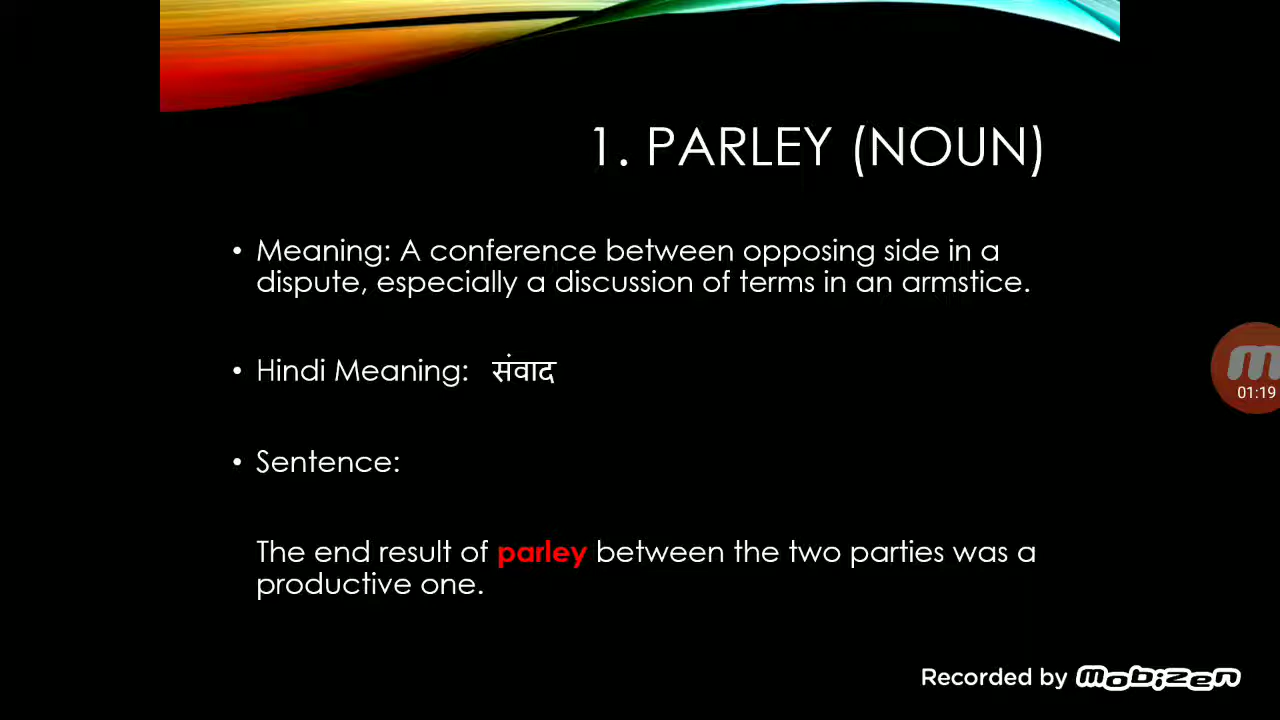 1. PARLEY (NOUN)
• Meaning: A conference between opposing side in a
dispute, especially a discussion of terms in an armstice.
• Hindi Meaning: संवाद
• Sentence:
The end result of parley between the two parties was a
productive one.
01:19
Recorded by mobizen